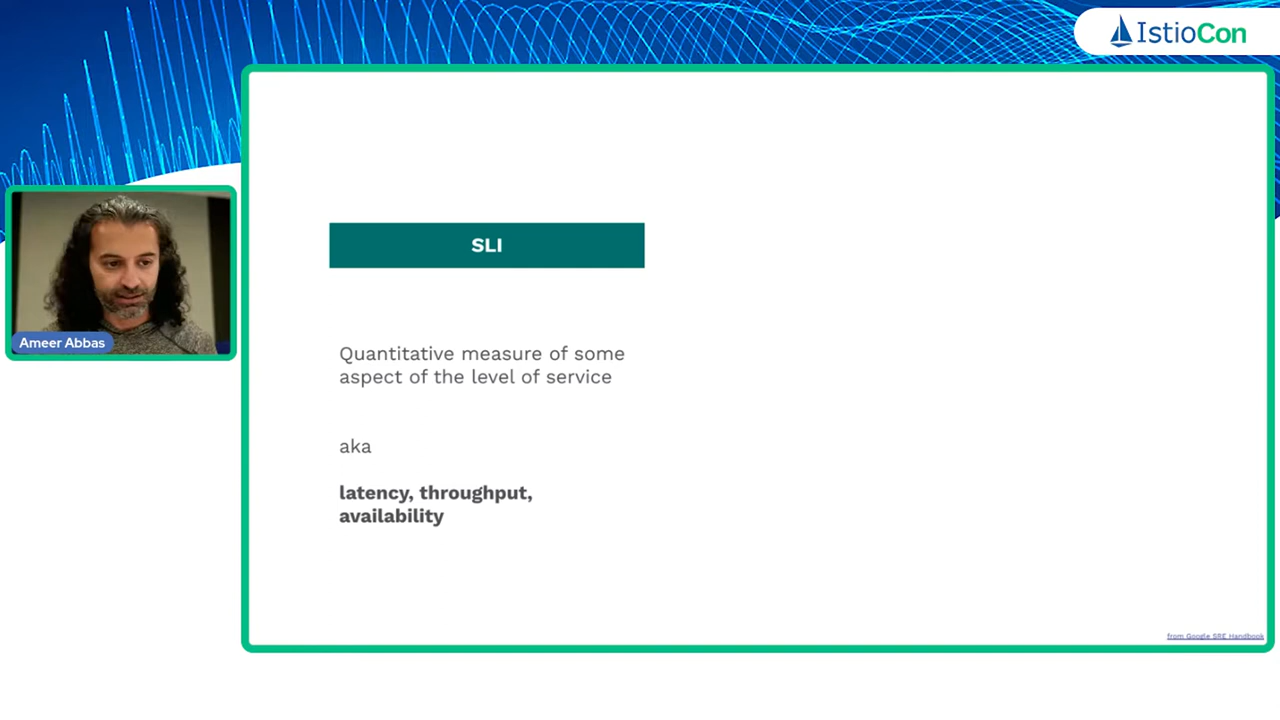 IstioCon
SLI
Ameer Abbas
Quantitative measure of some
aspect of the level of service
aka
latency, throughput,
availability
from Google SRE Handbook